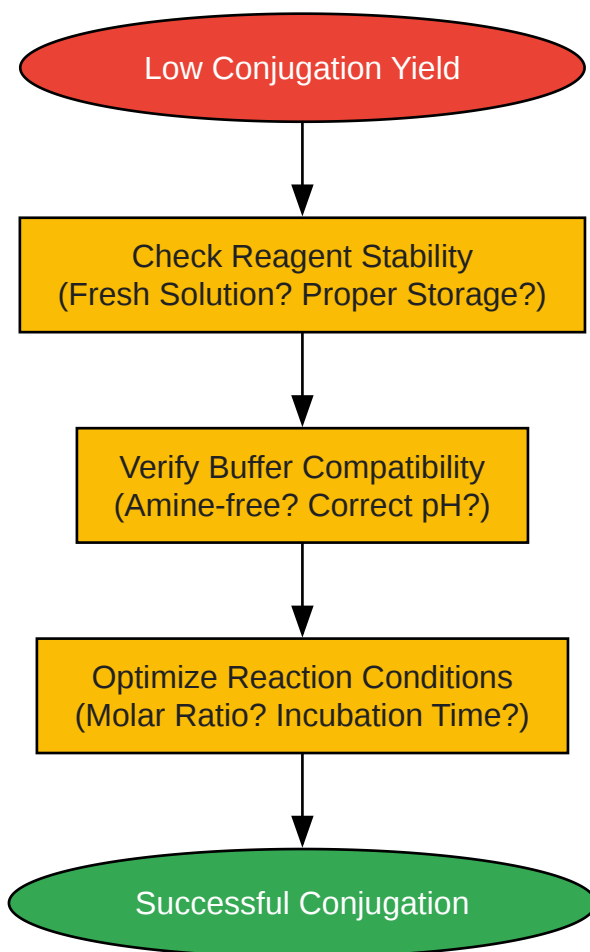 Low Conjugation Yield
Check Reagent Stability
(Fresh Solution? Proper Storage?)
Verify Buffer Compatibility
(Amine-free? Correct pH?)
Optimize Reaction Conditions
(Molar Ratio? Incubation Time?)
Successful Conjugation